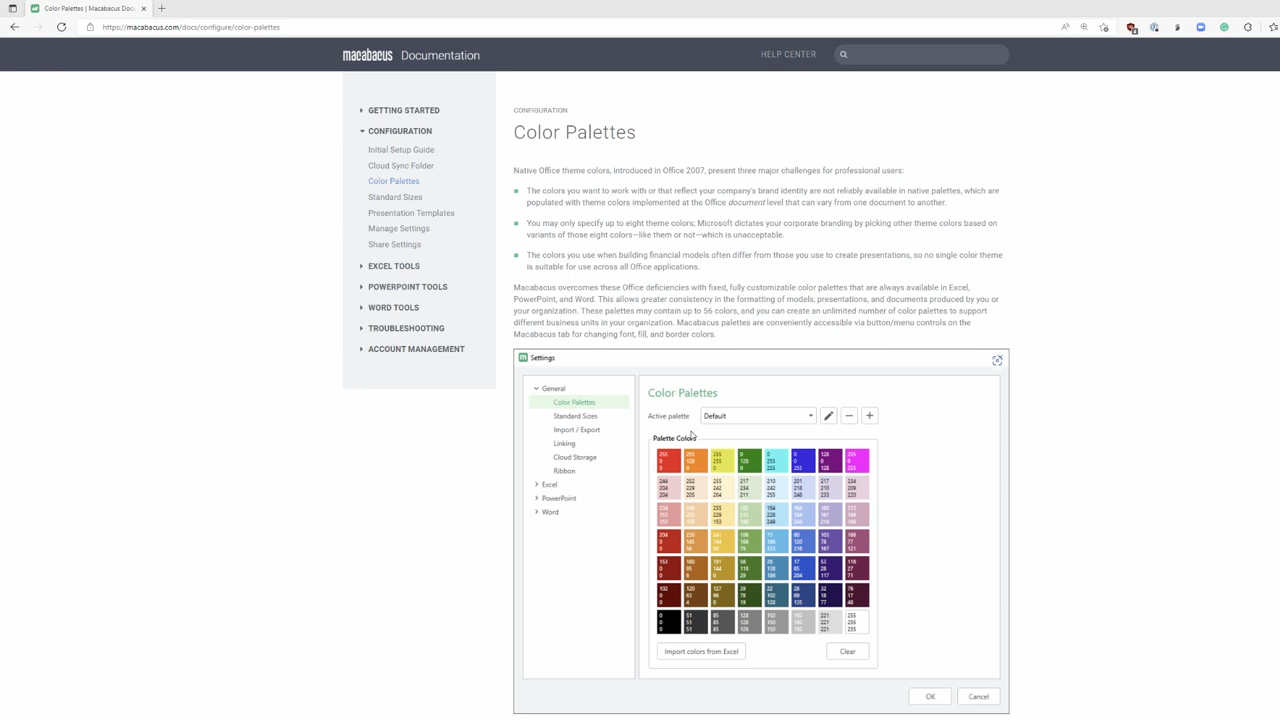 Color Palettes | Macabacus Docu
https://macabacus.com/docs/configure/color-palettes
macabacus Documentation
HELP CENTER
GETTING STARTED
CONFIGURATION
Initial Setup Guide
Cloud Sync Folder
Color Palettes
Standard Sizes
Presentation Templates
Manage Settings
Share Settings
EXCEL TOOLS
POWERPOINT TOOLS
WORD TOOLS
TROUBLESHOOTING
ACCOUNT MANAGEMENT
CONFIGURATION
Color Palettes
Native Office theme colors, introduced in Office 2007, present three major challenges for professional users:
The colors you want to work with or that reflect your company's brand identity are not reliably available in native palettes, which are
populated with theme colors implemented at the Office document level that can vary from one document to another.
You may only specify up to eight theme colors; Microsoft dictates your corporate branding by picking other theme colors based on
variants of those eight colors—like them or not—which is unacceptable.
The colors you use when building financial models often differ from those you use to create presentations, so no single color theme
is suitable for use across all Office applications.
Macabacus overcomes these Office deficiencies with fixed, fully customizable color palettes that are always available in Excel,
PowerPoint, and Word. This allows greater consistency in the formatting of models, presentations, and documents produced by you or
your organization. These palettes may contain up to 56 colors, and you can create an unlimited number of color palettes to support
different business units in your organization. Macabacus palettes are conveniently accessible via button/menu controls on the
Macabacus tab for changing font, fill, and border colors.
Settings
General
Color Palettes
Standard Sizes
Import / Export
Linking
Cloud Storage
Ribbon
Excel
PowerPoint
Word
Color Palettes
Active palette Default
Palette Colors
Import colors from Excel
Clear
OK
Cancel